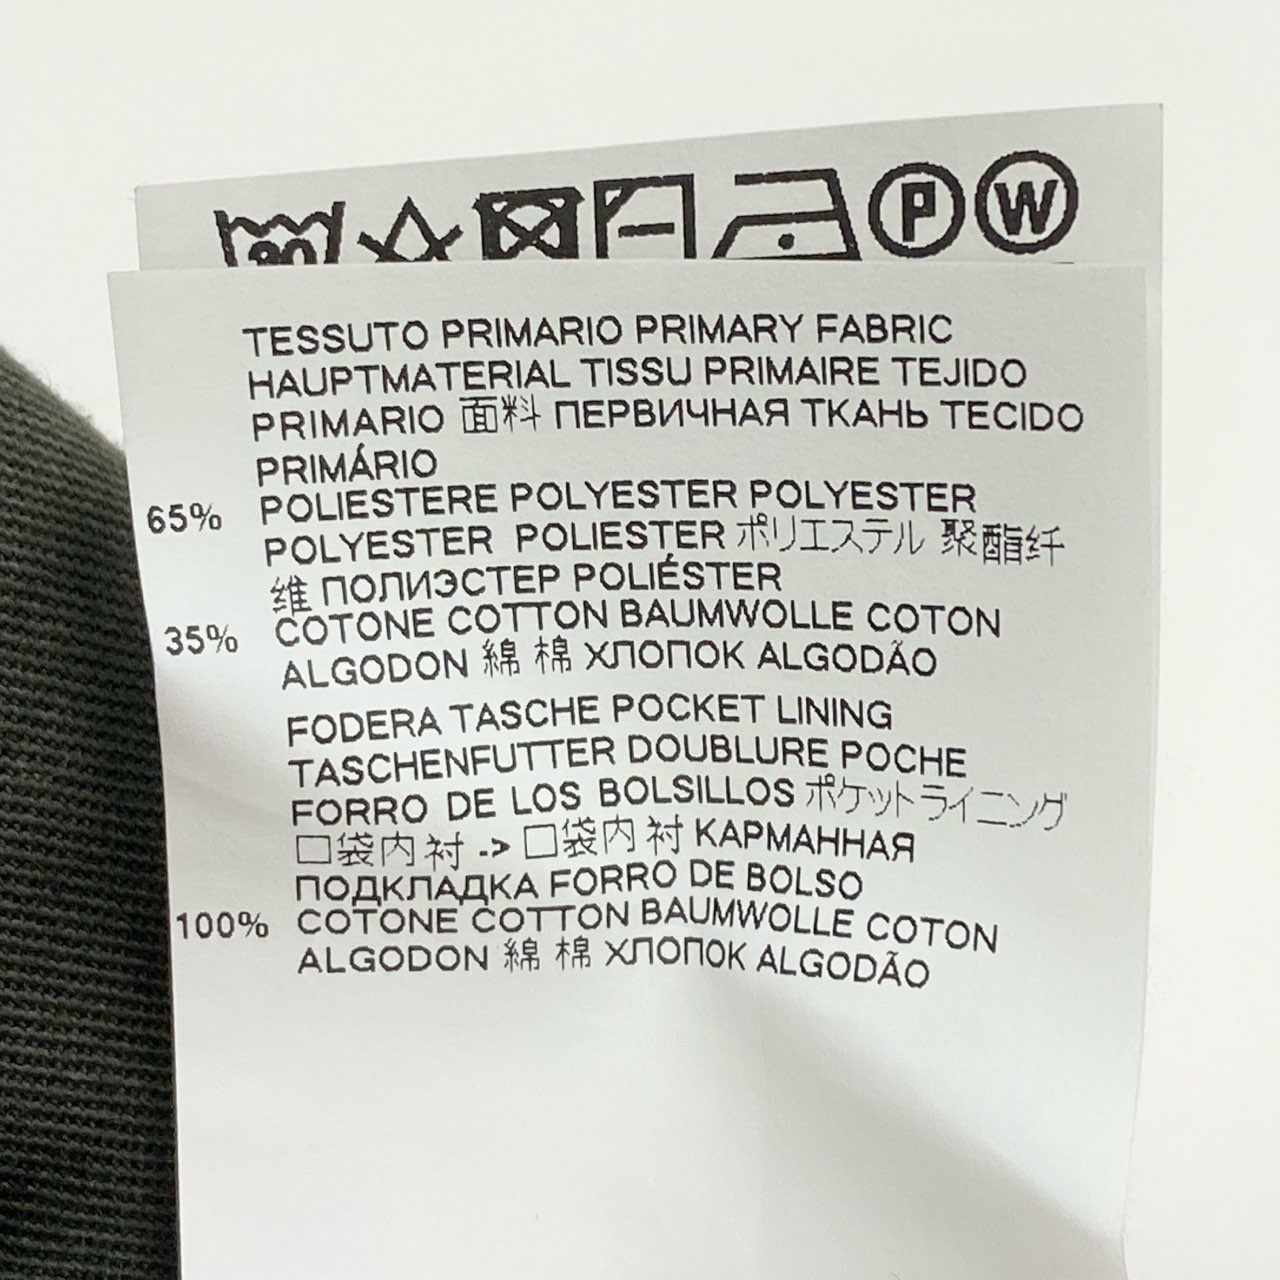 P W
TESSUTO PRIMARIO PRIMARY FABRIC
HAUPTMATERIAL TISSU PRIMAIRE TEJIDO
PRIMARIO 面料 ПЕРВИЧНАЯ ТКАНЬ TECIDO
PRIMÁRIO
65% POLIESTERE POLYESTER POLYESTER
POLYESTER POLIESTER ポリエステル 聚酯纤
维 ПОЛИЭСТЕР POLIÉSTER
35% COTONE COTTON BAUMWOLLE COTON
ALGODON 綿 棉 ХЛОПОК ALGODÃO
FODERA TASCHE POCKET LINING
TASCHENFUTTER DOUBLURE POCHE
FORRO DE LOS BOLSILLOS ポケットライニング
口袋内衬 -> 口袋内衬 КАРМАННАЯ
ПОДКЛАДКА FORRO DE BOLSO
100% COTONE COTTON BAUMWOLLE COTON
ALGODON 綿 棉 ХЛОПОК ALGODÃO